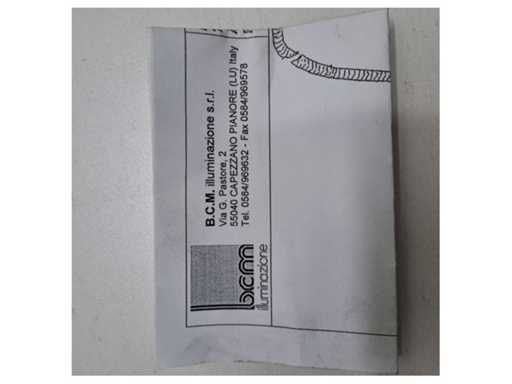 B.C.M. illuminazione s.r.l.
Via G. Pastore, 2
55040 CAPEZZANO PIANORE (LU) Italy
Tel. 0584/969632 - Fax 0584/969578
bcm
illuminazione